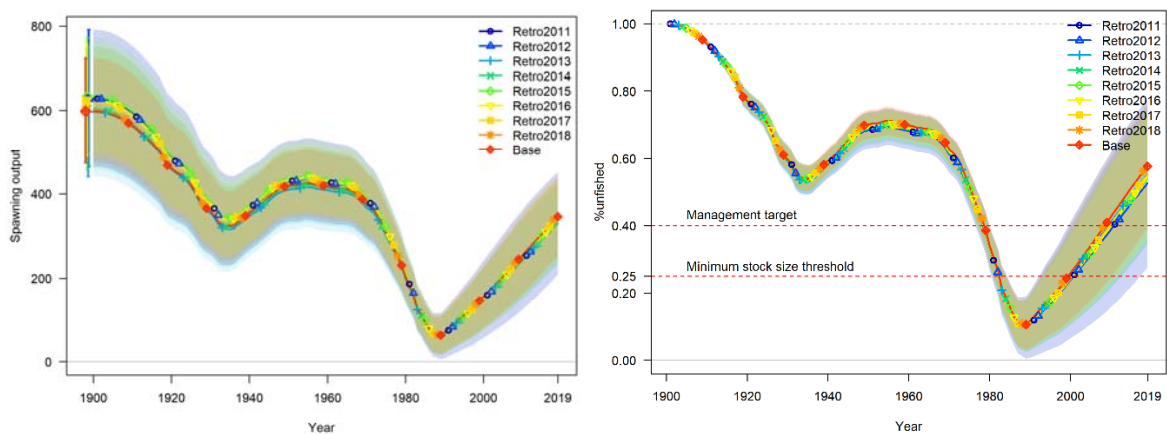 Spawning output
800
600
400
200
0
1900
1920
1940
1960
1980
2000
2019
Year
Retro2011
Retro2012
Retro2013
Retro2014
Retro2015
Retro2016
Retro2017
Retro2018
Base
%unfished
1.00
0.80
0.60
0.40
0.25
0.20
0.00
Management target
Minimum stock size threshold
1900
1920
1940
1960
1980
2000
2019
Year
Retro2011
Retro2012
Retro2013
Retro2014
Retro2015
Retro2016
Retro2017
Retro2018
Base